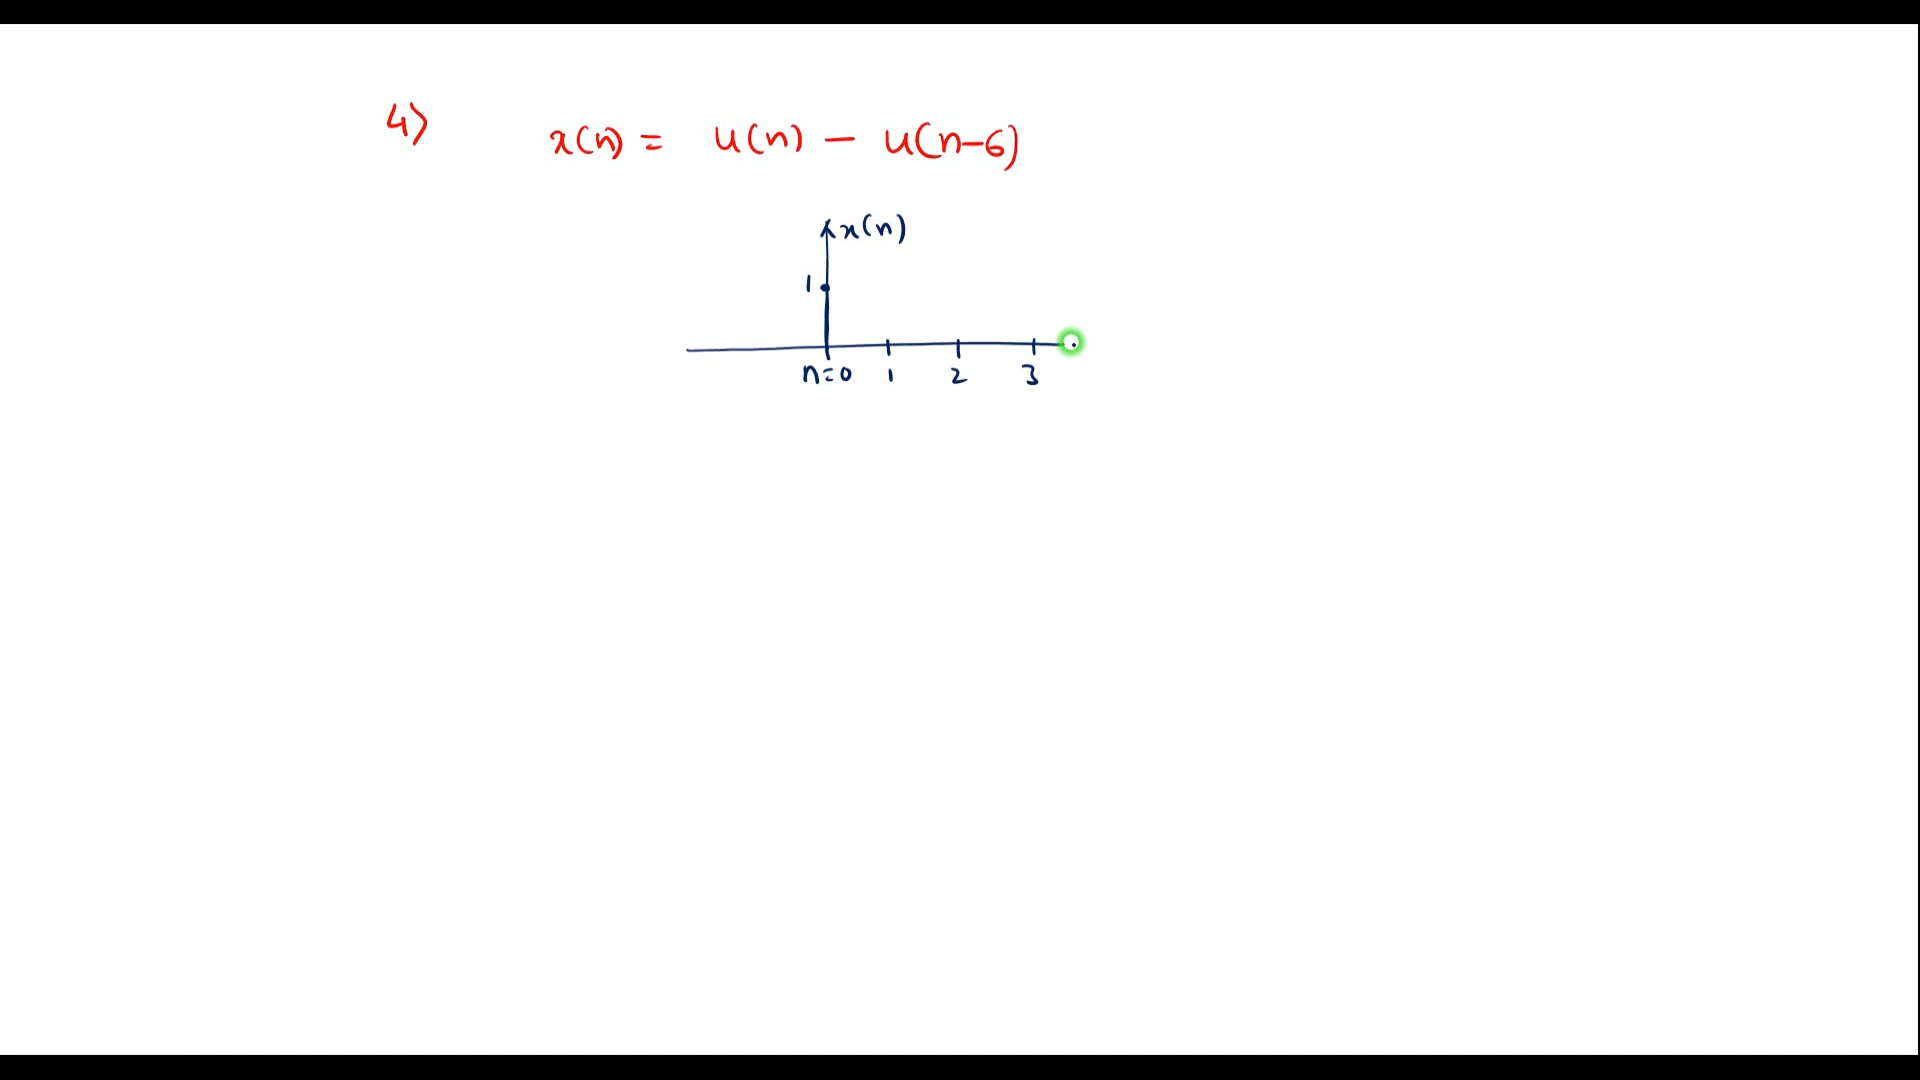 4) x(n) = u(n) - u(n-6)
x(n)
1
n=0 1 2 3